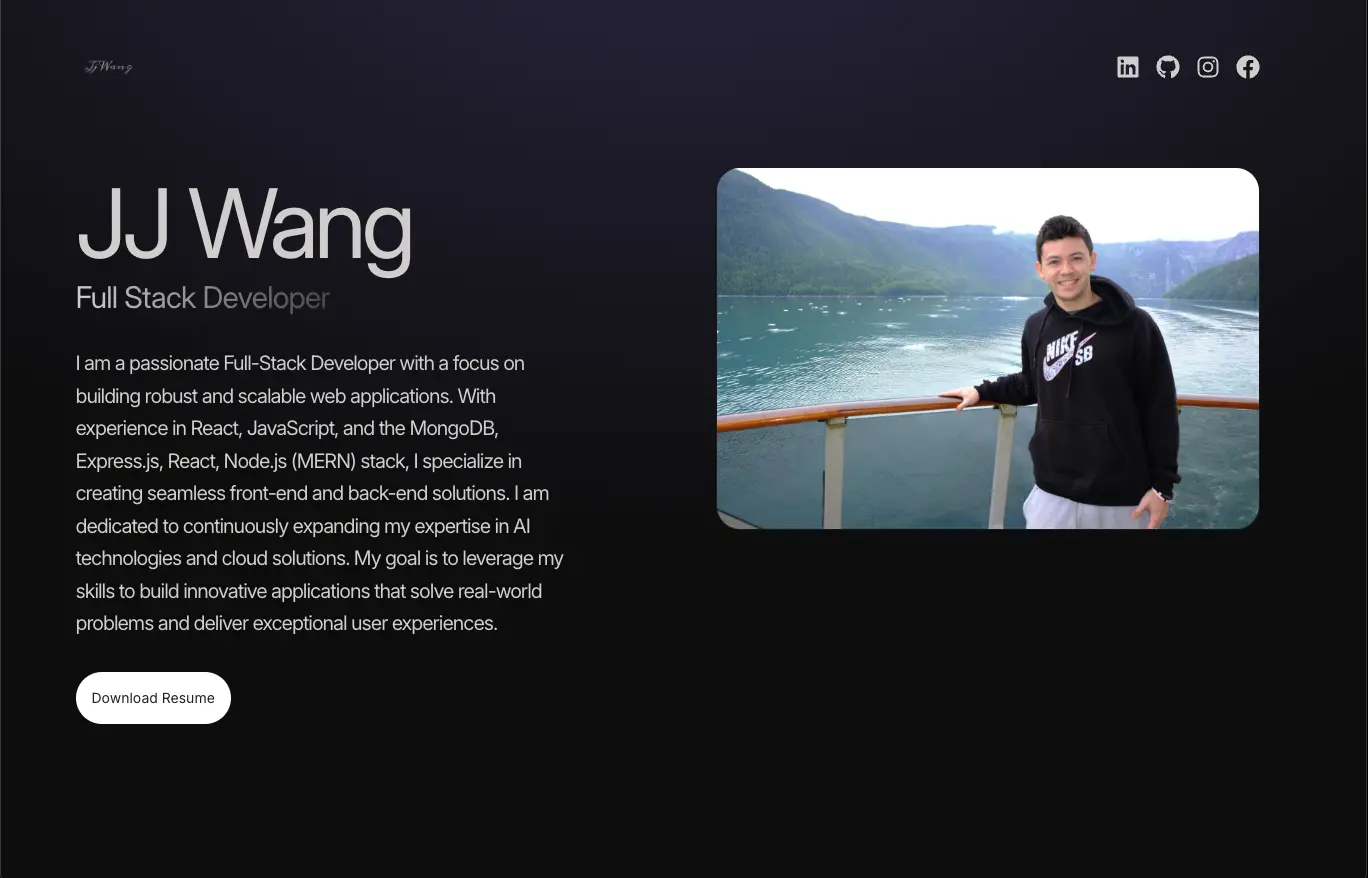 Jj Wang
JJ Wang
Full Stack Developer
I am a passionate Full-Stack Developer with a focus on
building robust and scalable web applications. With
experience in React, JavaScript, and the MongoDB,
Express.js, React, Node.js (MERN) stack, I specialize in
creating seamless front-end and back-end solutions. I am
dedicated to continuously expanding my expertise in AI
technologies and cloud solutions. My goal is to leverage my
skills to build innovative applications that solve real-world
problems and deliver exceptional user experiences.
Download Resume
NIKE
SB